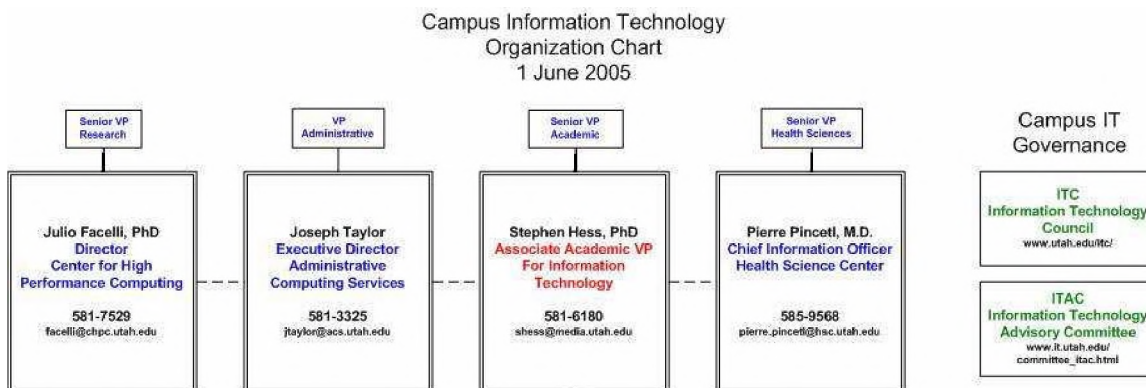 Campus Information Technology
Organization Chart
1 June 2005
Senior VP
Research
VP
Administrative
Senior VP
Academic
Senior VP
Health Sciences
Campus IT
Governance
Julio Facelli, PhD
Director
Center for High
Performance Computing
581-7529
facelli@chpc.utah.edu
Joseph Taylor
Executive Director
Administrative
Computing Services
581-3325
jtaylor@acs.utah.edu
Stephen Hess, PhD
Associate Academic VP
For Information
Technology
581-6180
shess@media.utah.edu
Pierre Pincetl, M.D.
Chief Information Officer
Health Science Center
585-9568
pierre.pincetl@hsc.utah.edu
ITC
Information Technology
Council
www.utah.edu/itc/
ITAC
Information Technology
Advisory Committee
www.it.utah.edu/
committee_itac.html